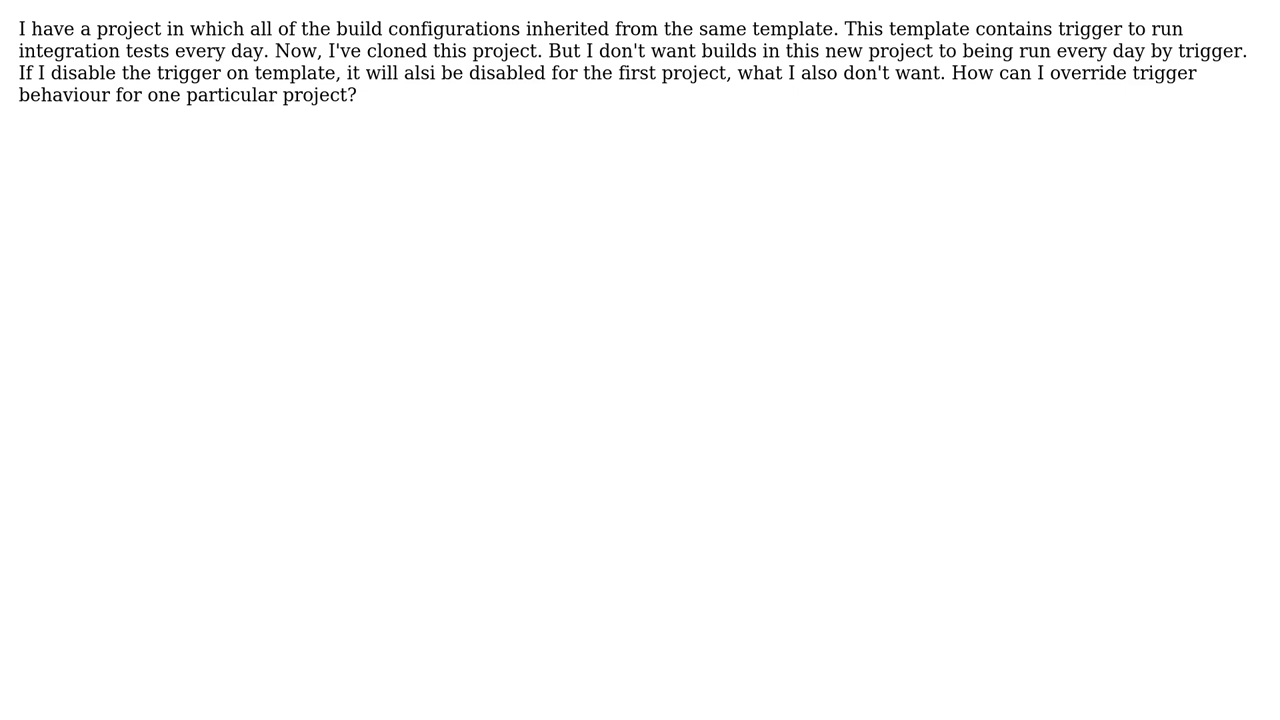 I have a project in which all of the build configurations inherited from the same template. This template contains trigger to run
integration tests every day. Now, I've cloned this project. But I don't want builds in this new project to being run every day by trigger.
If I disable the trigger on template, it will alsi be disabled for the first project, what I also don't want. How can I override trigger
behaviour for one particular project?